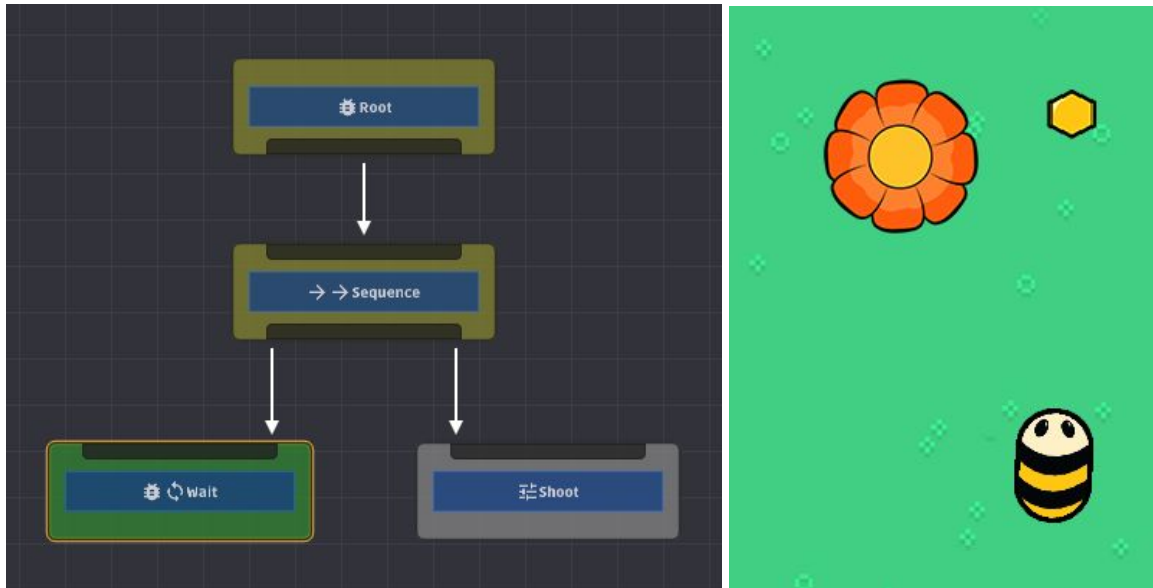 Root
→ → Sequence
Wait
Shoot